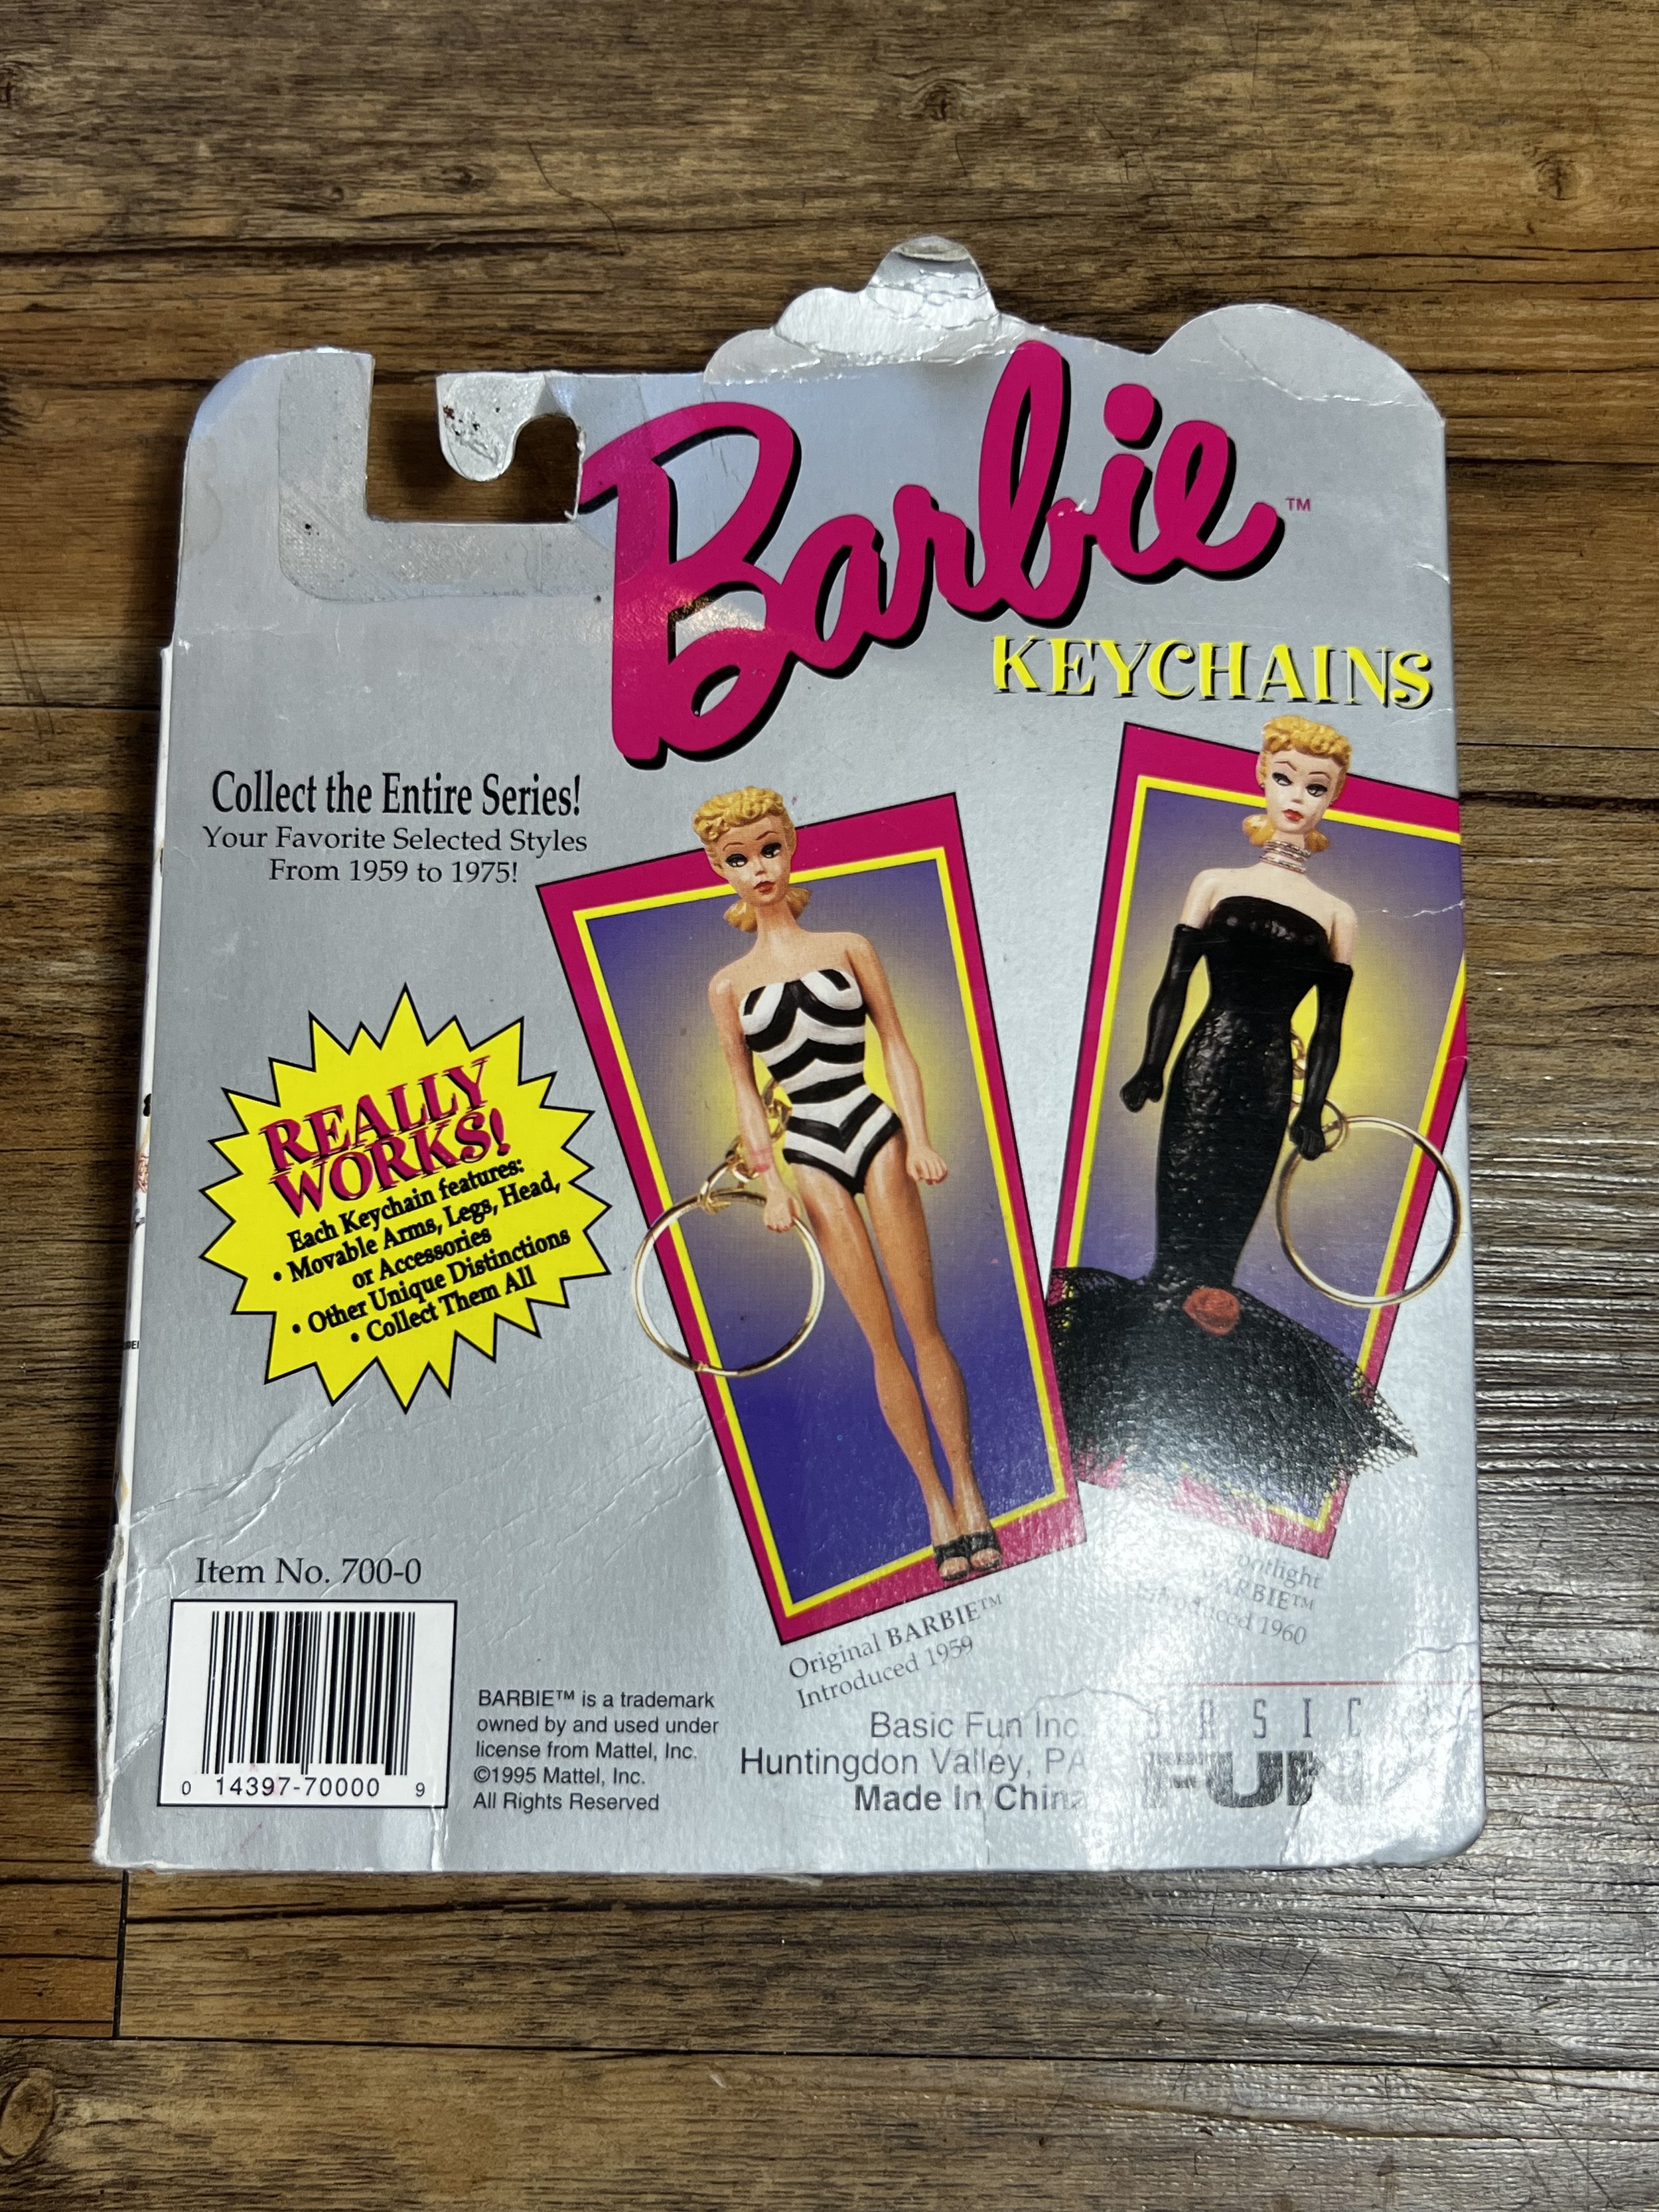 Barbie™
KEYCHAINS
Collect the Entire Series!
Your Favorite Selected Styles
From 1959 to 1975!
REALLY
WORKS!
Each Keychain features:
• Movable Arms, Legs, Head,
or Accessories
• Other Unique Distinctions
• Collect Them All
Original BARBIE™
Introduced 1959
BARBIE™
Introduced 1960
Item No. 700-0
0 14397-70000 9
BARBIE™ is a trademark
owned by and used under
license from Mattel, Inc.
©1995 Mattel, Inc.
All Rights Reserved
Basic Fun Inc.
Huntingdon Valley, PA
Made In China
BASIC
FUN